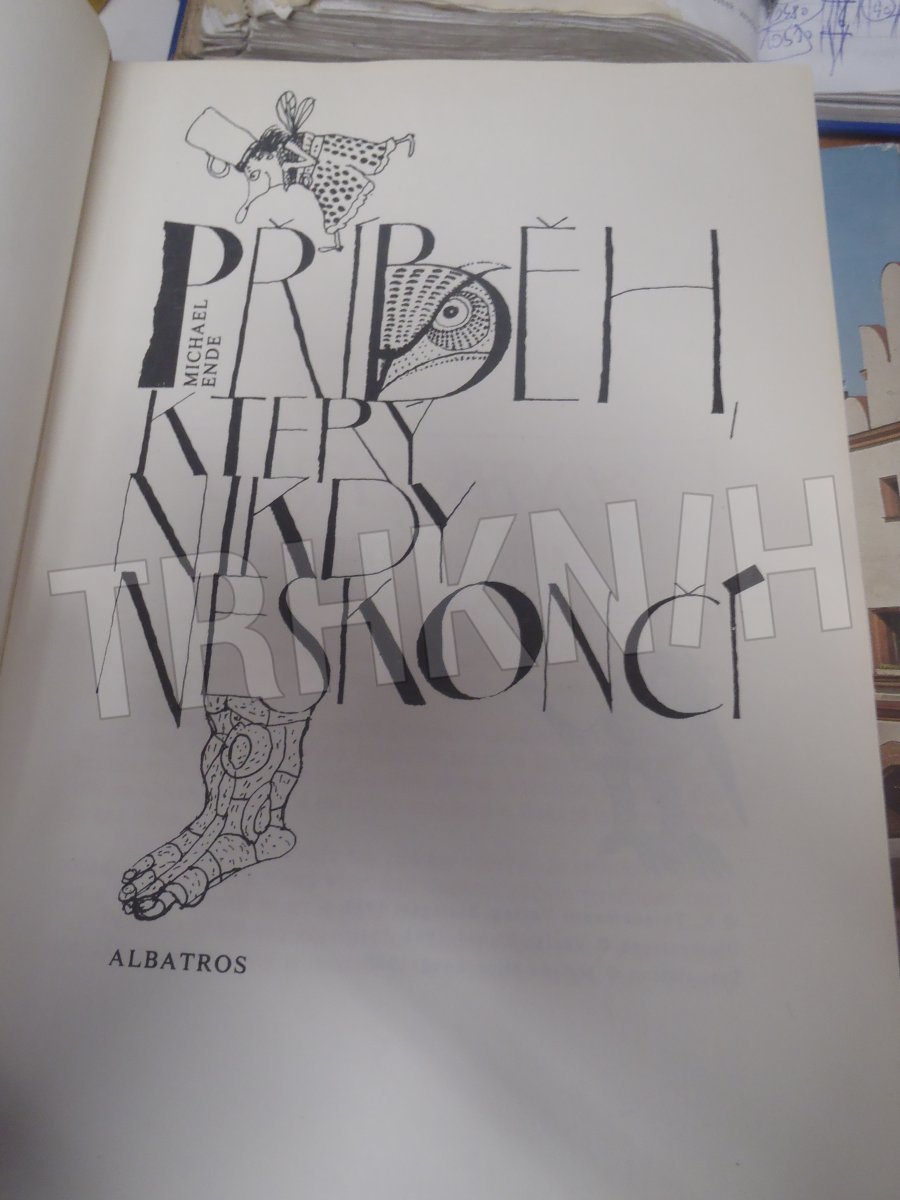 PŘÍBĚH,
MICHAEL
ENDE
KTERÝ
NIKDY
NESKONČÍ
TRHKNIH
ALBATROS